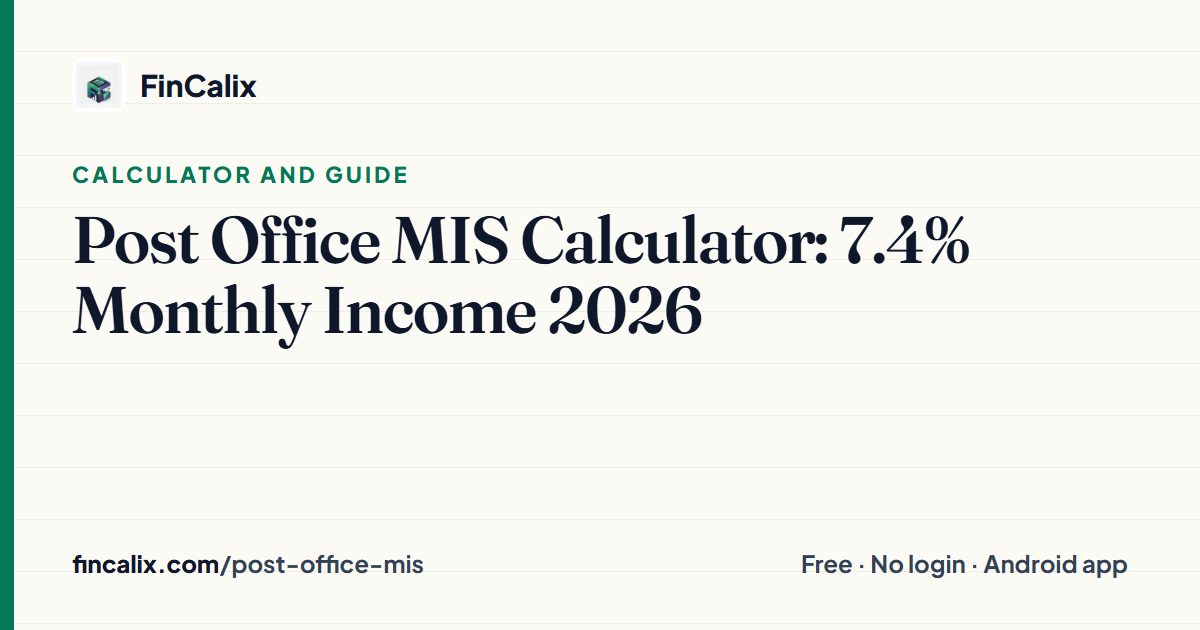 FinCalix
CALCULATOR AND GUIDE
Post Office MIS Calculator: 7.4%
Monthly Income 2026
fincalix.com/post-office-mis
Free · No login · Android app